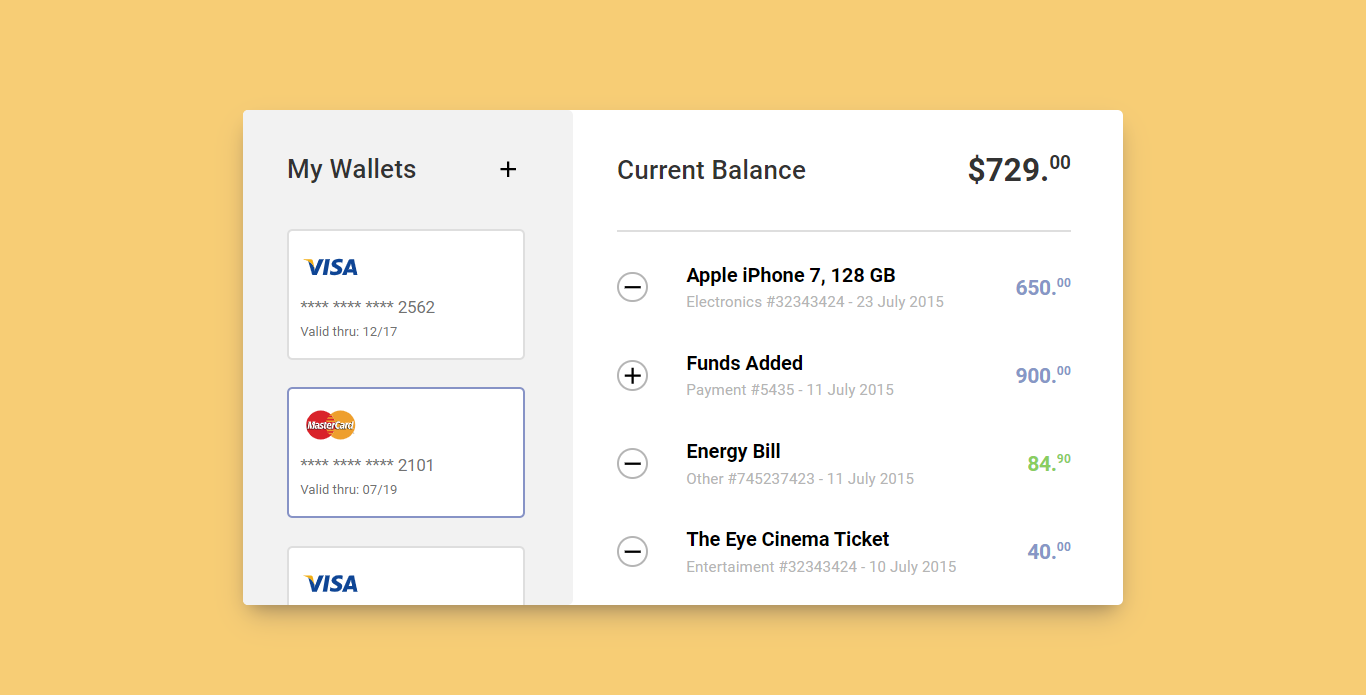 My Wallets +
VISA
**** **** **** 2562
Valid thru: 12/17
MasterCard
**** **** **** 2101
Valid thru: 07/19
VISA
Current Balance $729.00
Apple iPhone 7, 128 GB 650.00
Electronics #32343424 - 23 July 2015
Funds Added 900.00
Payment #5435 - 11 July 2015
Energy Bill 84.90
Other #745237423 - 11 July 2015
The Eye Cinema Ticket 40.00
Entertaiment #32343424 - 10 July 2015